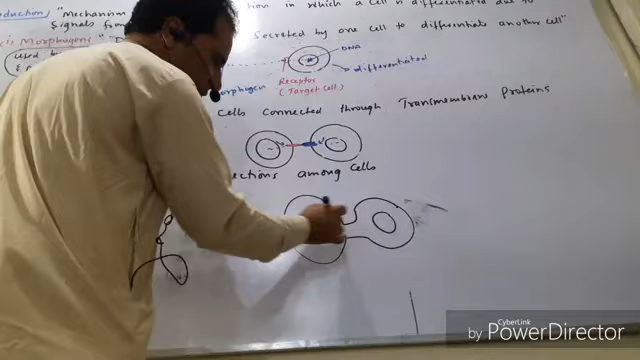 oduction "Mechanism ion in which a Cell is differentiated due to
Signals from
ii Morphogens Secreted by one cell to differentiate another cell"
Used DNA
differentiated
orphogen Receptor
(Target Cell)
Cells Connected through Transmembrane Proteins
ections among Cells
CyberLink
by PowerDirector